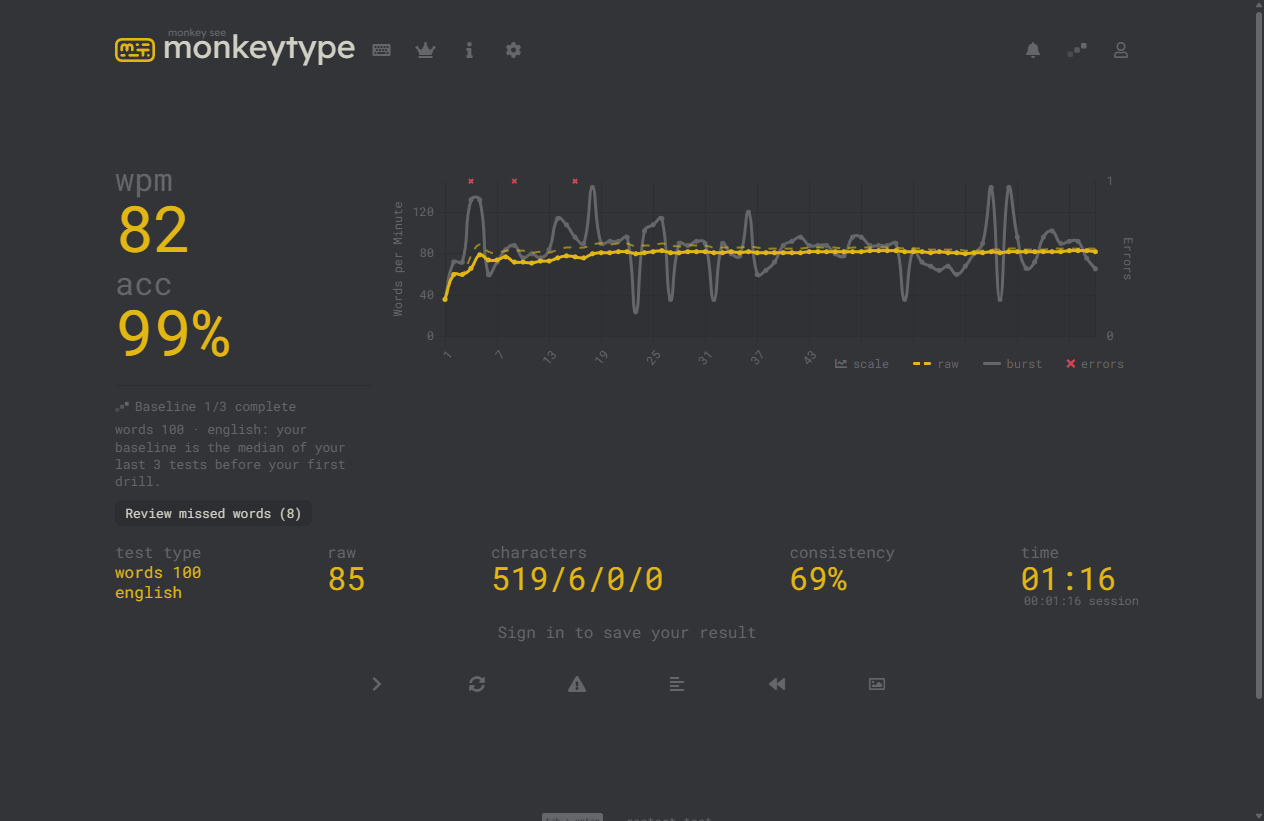 monkey see
monkeytype
wpm
82
acc
99%
Words per Minute
120
80
40
0
1
7
13
19
25
31
37
43
1
0
Errors
scale
raw
burst
errors
Baseline 1/3 complete
words 100 · english: your
baseline is the median of your
last 3 tests before your first
drill.
Review missed words (8)
test type
words 100
english
raw
85
characters
519/6/0/0
consistency
69%
time
01:16
00:01:16 session
Sign in to save your result